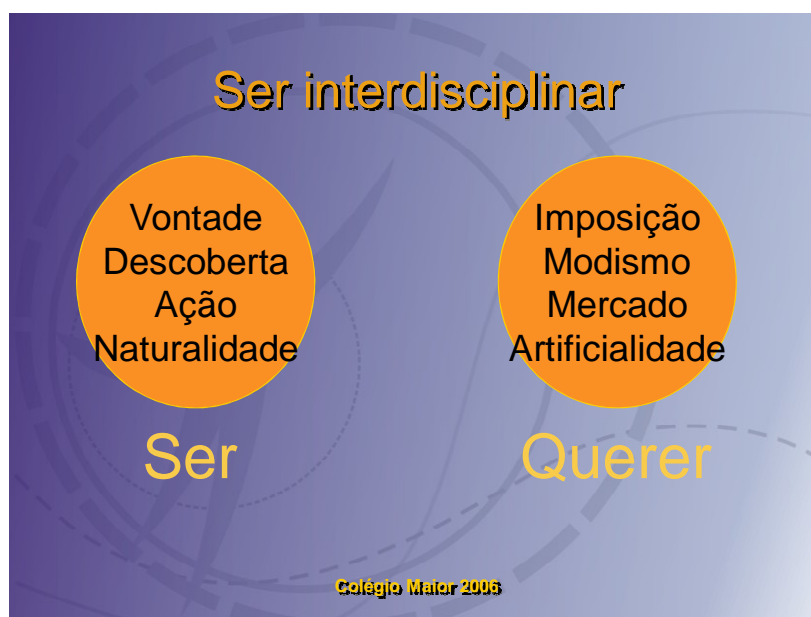 Ser interdisciplinar
Vontade
Descoberta
Ação
Naturalidade
Imposição
Modismo
Mercado
Artificialidade
Ser
Querer
Colégio Maior 2006